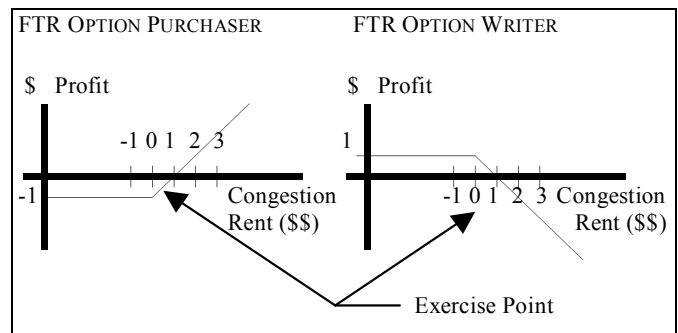 FTR OPTION PURCHASER
$ Profit
-1 0 1 2 3
-1
Congestion
Rent ($$)
FTR OPTION WRITER
$ Profit
1
-1 0 1 2 3
Congestion
Rent ($$)
Exercise Point